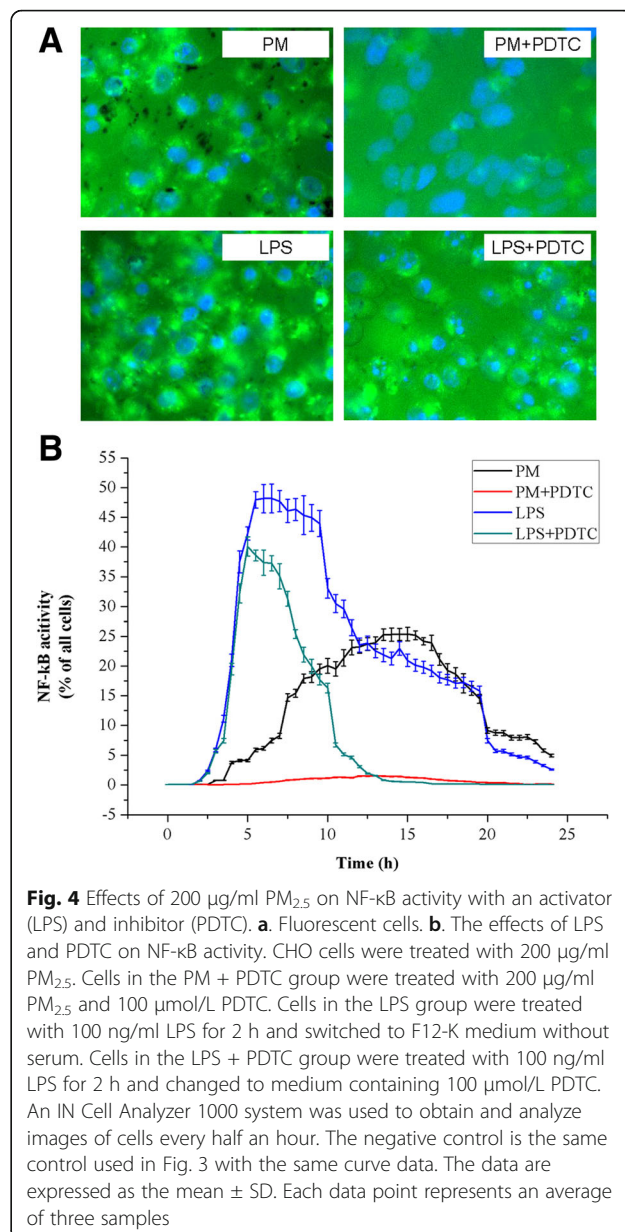 A
PM
PM+PDTC
LPS
LPS+PDTC
B
55
50
45
40
35
30
25
20
15
10
5
0
-5
NF-kB acitivity
(% of all cells)
PM
PM+PDTC
LPS
LPS+PDTC
0 5 10 15 20 25
Time (h)
Fig. 4 Effects of 200 μg/ml PM2.5 on NF-κB activity with an activator
(LPS) and inhibitor (PDTC). a. Fluorescent cells. b. The effects of LPS
and PDTC on NF-κB activity. CHO cells were treated with 200 μg/ml
PM2.5. Cells in the PM + PDTC group were treated with 200 μg/ml
PM2.5 and 100 μmol/L PDTC. Cells in the LPS group were treated
with 100 ng/ml LPS for 2 h and switched to F12-K medium without
serum. Cells in the LPS + PDTC group were treated with 100 ng/ml
LPS for 2 h and changed to medium containing 100 μmol/L PDTC.
An IN Cell Analyzer 1000 system was used to obtain and analyze
images of cells every half an hour. The negative control is the same
control used in Fig. 3 with the same curve data. The data are
expressed as the mean ± SD. Each data point represents an average
of three samples